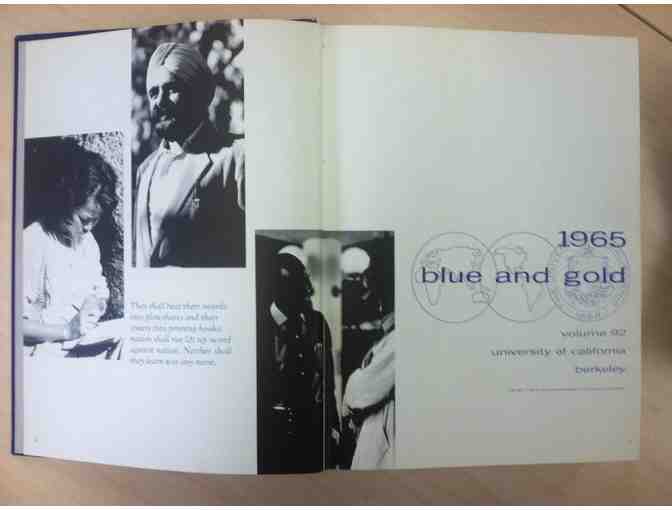 They shall beat their swords
into plowshares and their
spears into pruning hooks;
nation shall not lift up sword
against nation. Neither shall
they learn war any more.
1965
blue and gold
volume 92
university of california
berkeley